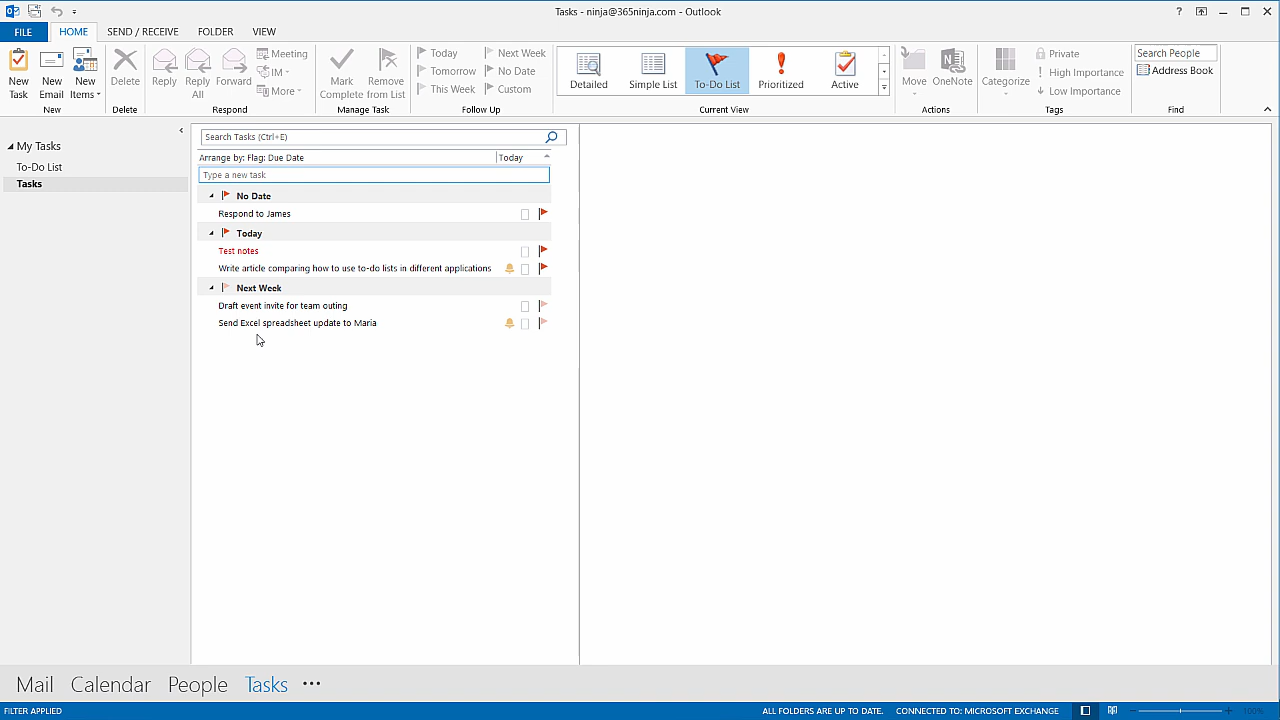 Tasks - ninja@365ninja.com - Outlook
?
FILE
HOME
SEND / RECEIVE
FOLDER
VIEW
New Task
New Email
New Items
New
Delete
Delete
Reply
Reply All
Forward
Meeting
IM
More
Respond
Mark Complete
Remove from List
Manage Task
Today
Tomorrow
This Week
Next Week
No Date
Custom
Follow Up
Detailed
Simple List
To-Do List
Prioritized
Active
Current View
Move
OneNote
Actions
Categorize
Private
High Importance
Low Importance
Tags
Search People
Address Book
Find
My Tasks
To-Do List
Tasks
Search Tasks (Ctrl+E)
Arrange by: Flag: Due Date
Today
Type a new task
No Date
Respond to James
Today
Test notes
Write article comparing how to use to-do lists in different applications
Next Week
Draft event invite for team outing
Send Excel spreadsheet update to Maria
Mail Calendar People Tasks •••
FILTER APPLIED
ALL FOLDERS ARE UP TO DATE.
CONNECTED TO: MICROSOFT EXCHANGE
100%